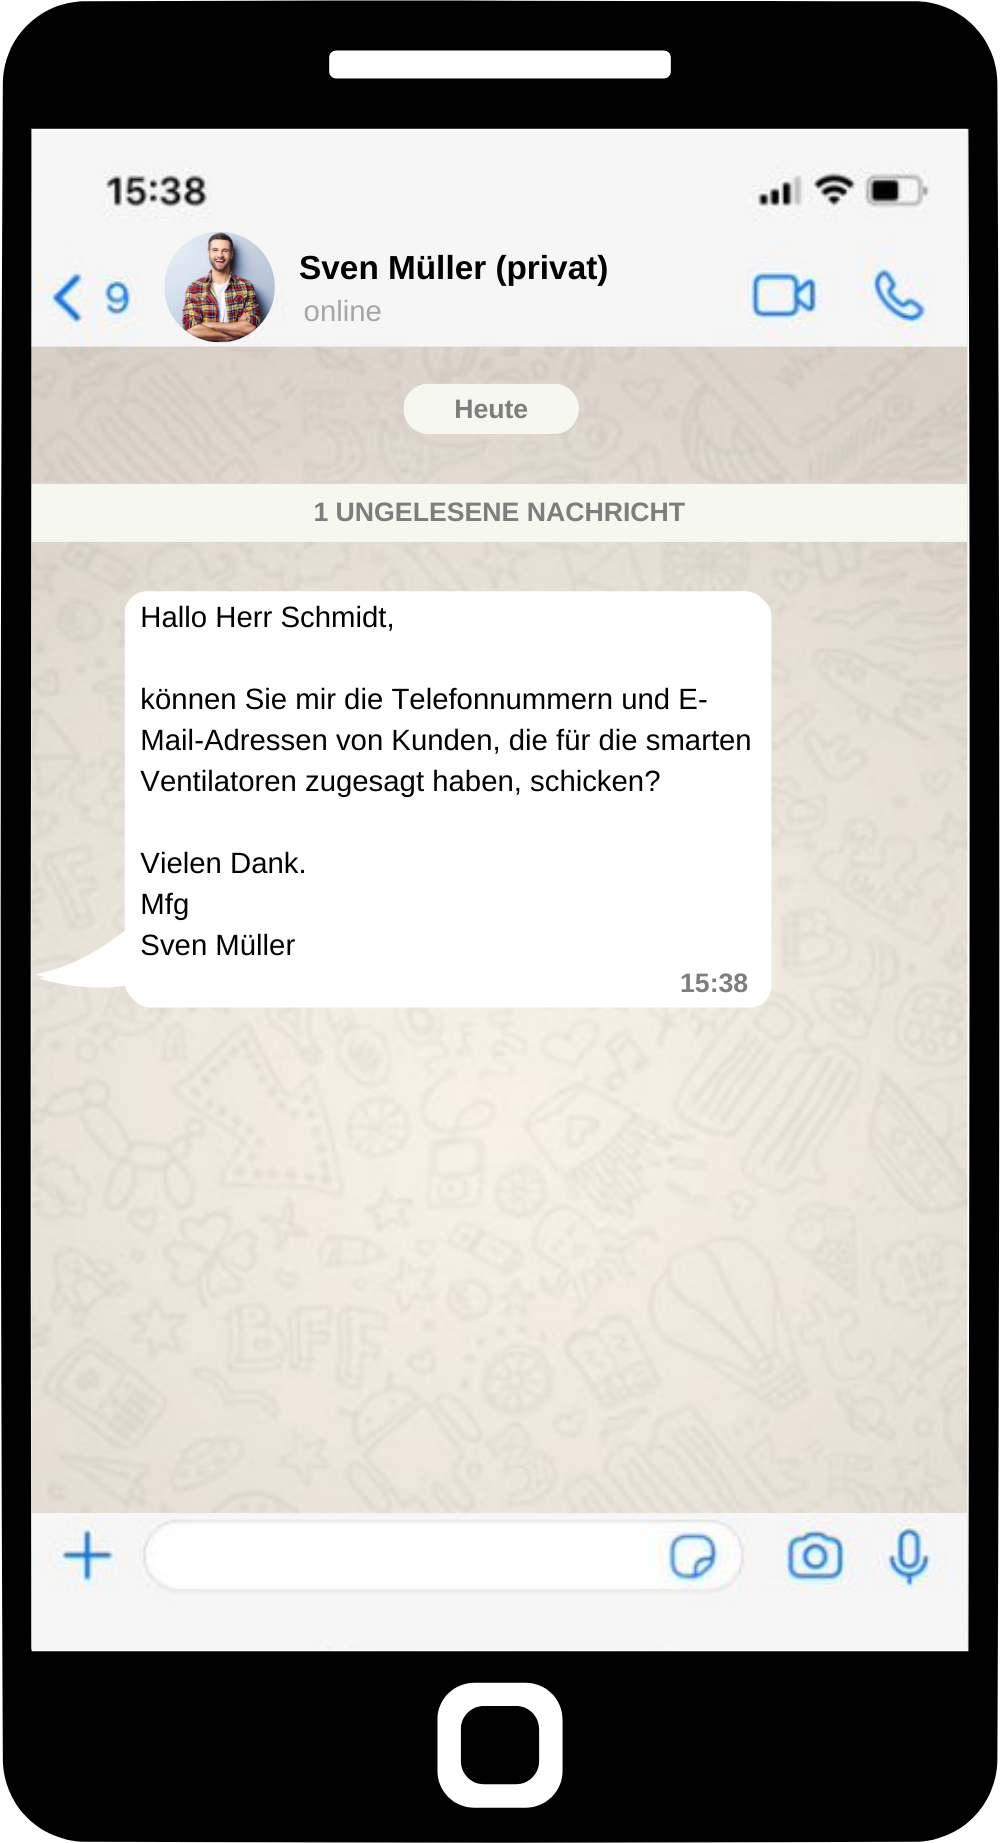 15:38
9
Sven Müller (privat)
online
Heute
1 UNGELESENE NACHRICHT
Hallo Herr Schmidt,
können Sie mir die Telefonnummern und E-
Mail-Adressen von Kunden, die für die smarten
Ventilatoren zugesagt haben, schicken?
Vielen Dank.
Mfg
Sven Müller
15:38
BFF